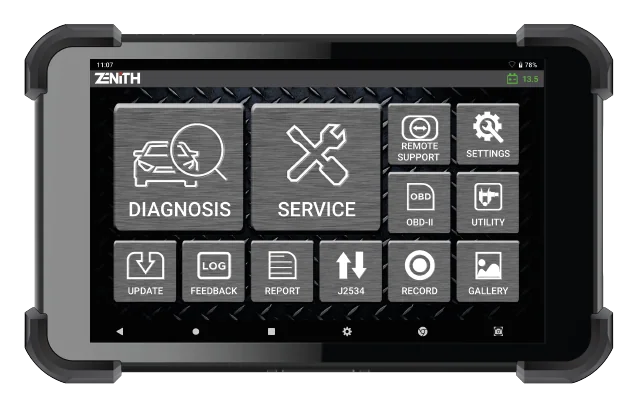 11:07
78%
ZENITH
13.5
DIAGNOSIS
SERVICE
REMOTE
SUPPORT
SETTINGS
OBD
OBD-II
UTILITY
UPDATE
LOG
FEEDBACK
REPORT
J2534
RECORD
GALLERY